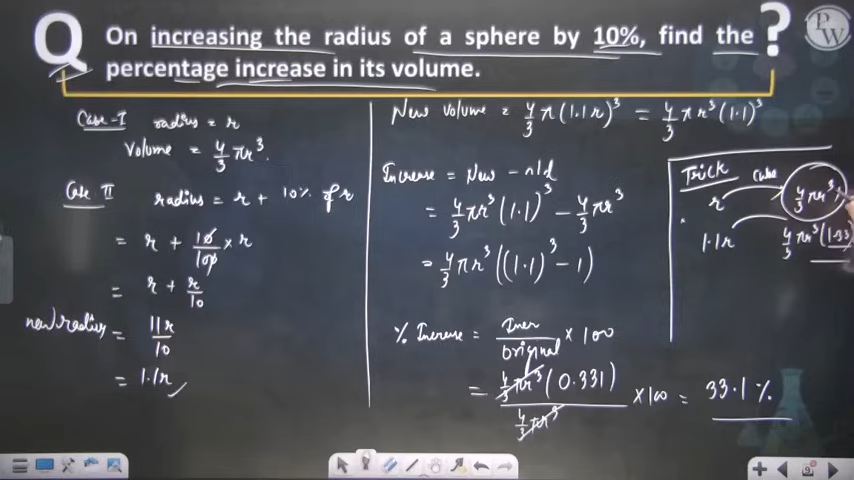 Q On increasing the radius of a sphere by 10%, find the ?
percentage increase in its volume.
PW
Case-I radius = r
Volume = 4/3 πr³.
Case II radius = r + 10% of r
= r + 10/100 × r
= r + r/10
new radius = 11r/10
= 1.1r
New Volume = 4/3 π(1.1r)³ = 4/3 πr³(1.1)³
Increase = New - old
= 4/3 πr³(1.1)³ - 4/3 πr³
= 4/3 πr³((1.1)³ - 1)
% Increase = Incr/original × 100
= 4/3 πr³(0.331) / 4/3 πr³ × 100 = 33.1 %
Trick
r cube 4/3 πr³
1.1r 4/3 πr³(1.33